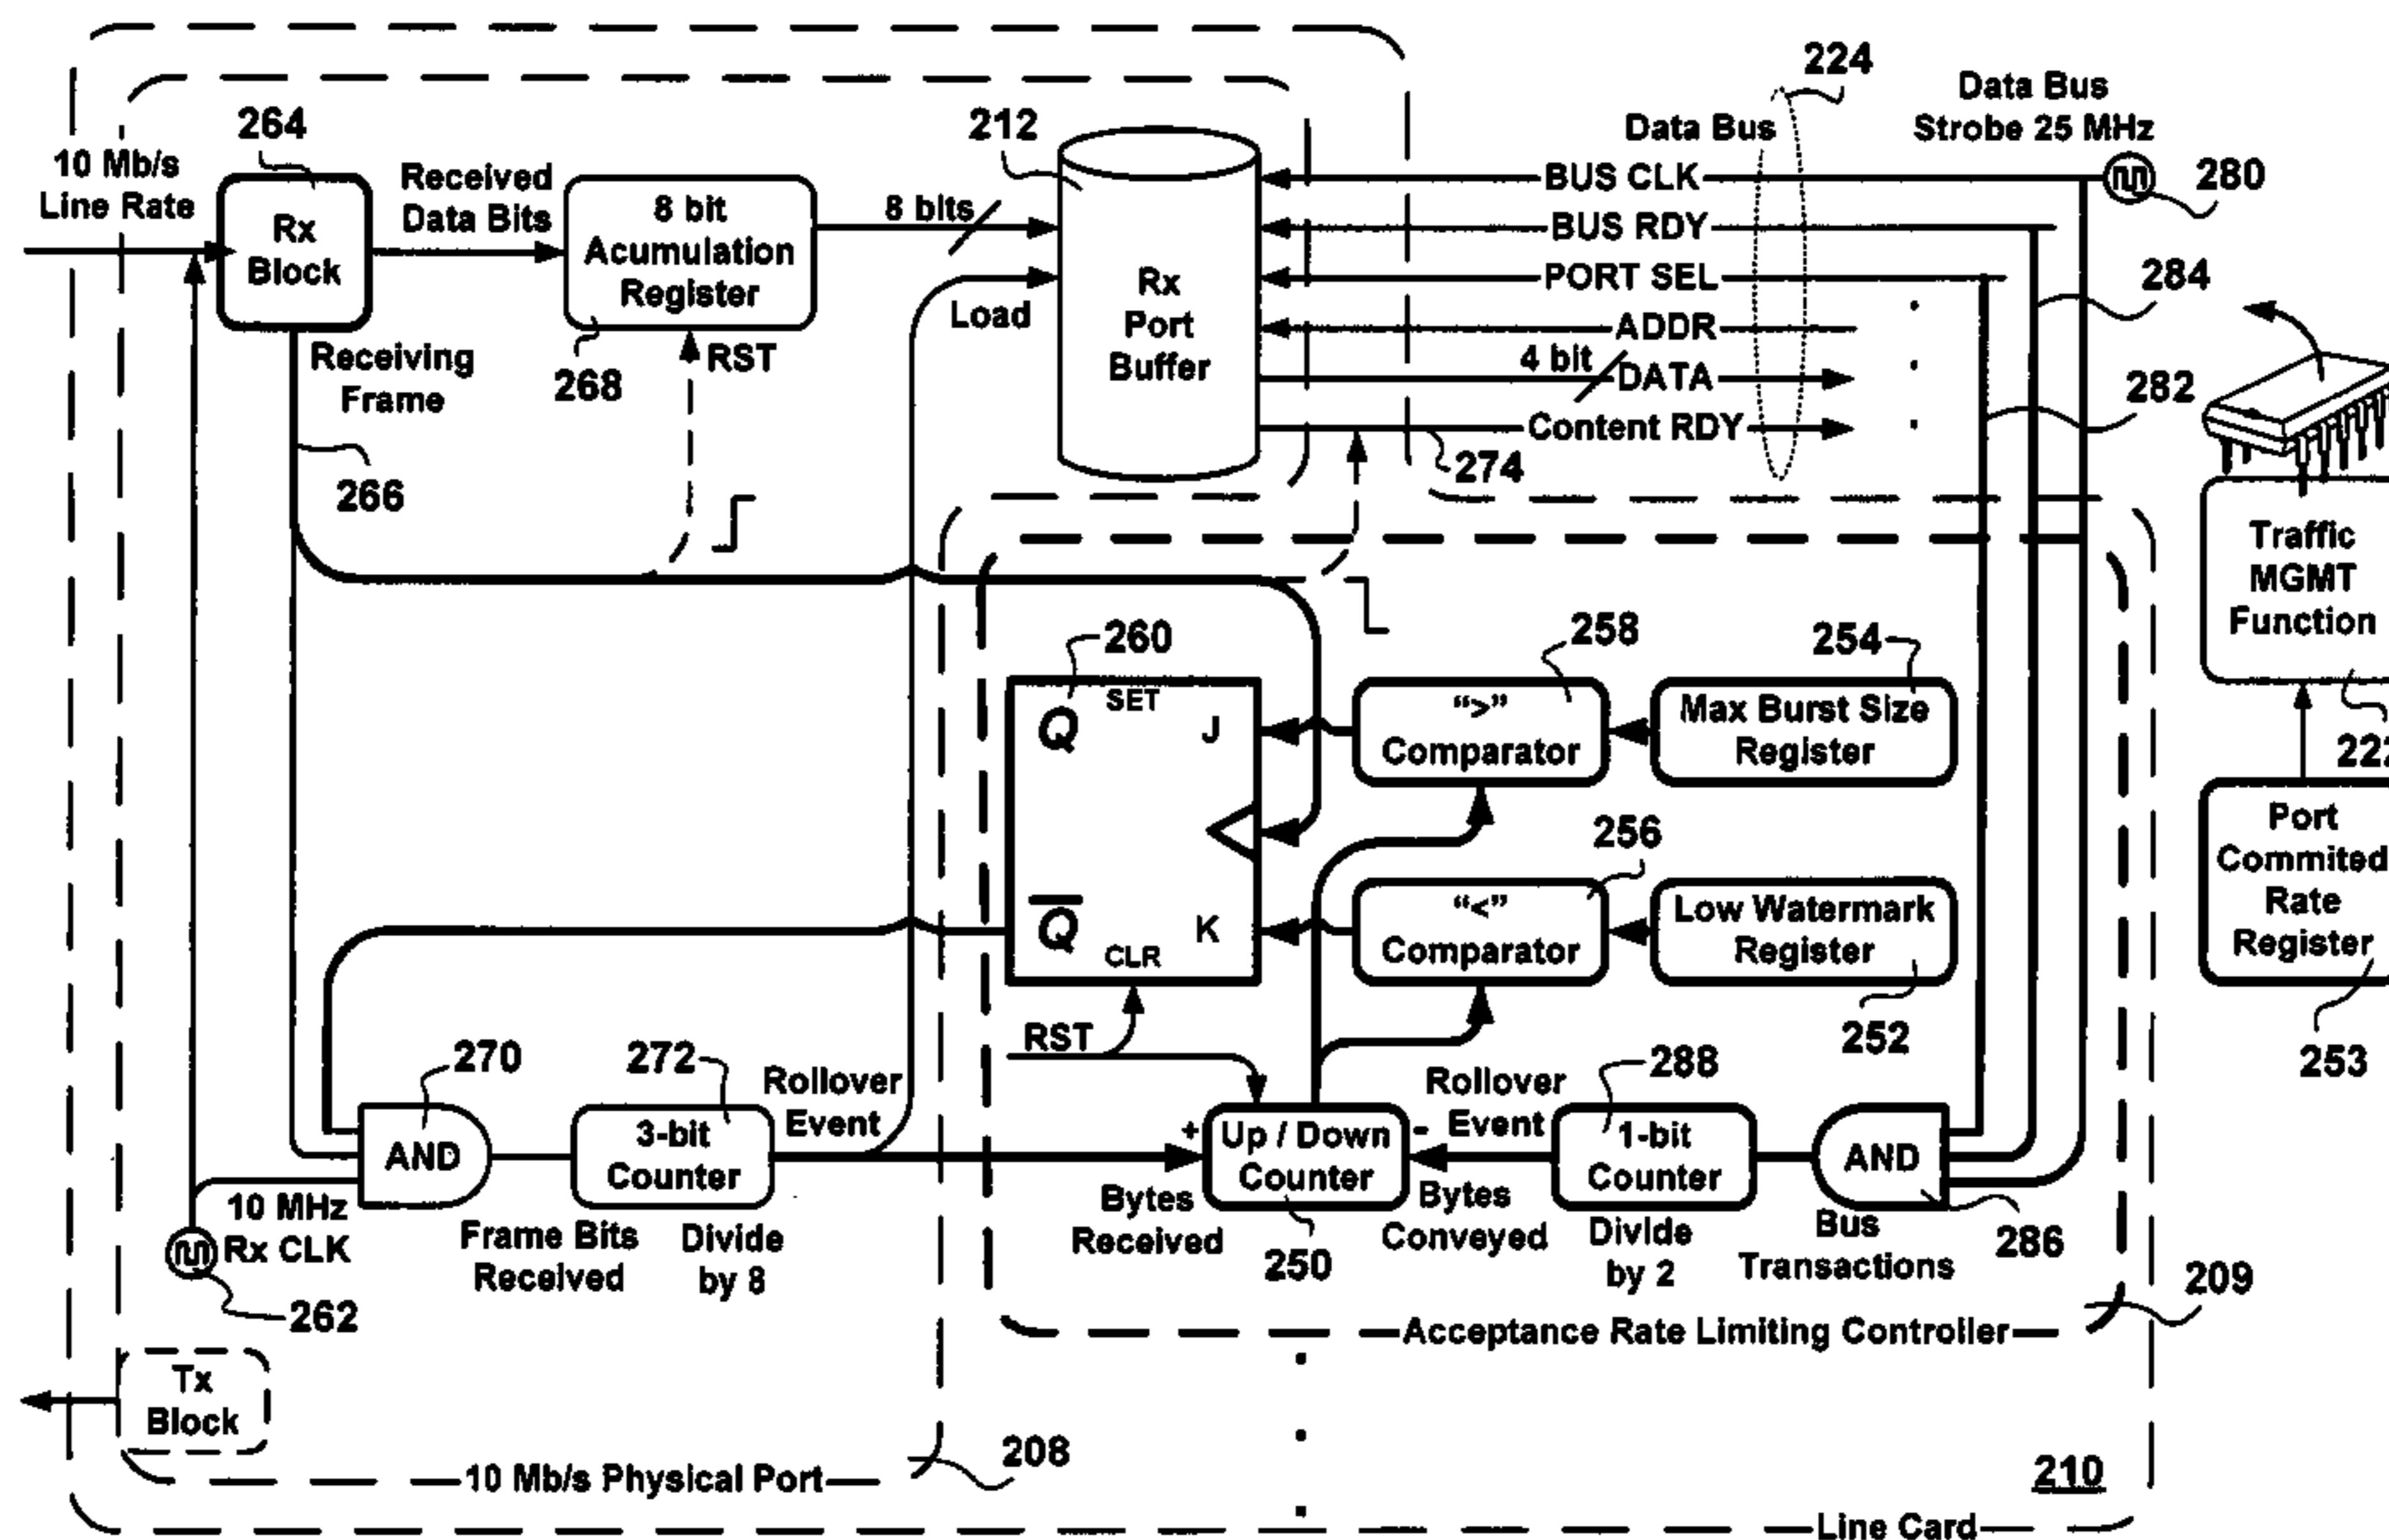 224
Data Bus
Strobe 25 MHz
Data Bus
264
212
10 Mb/s
Line Rate
Received
Data Bits
Rx
Block
8 bit
Acumulation
Register
8 bits
Load
Rx
Port
Buffer
BUS CLK
280
BUS RDY
PORT SEL
284
ADDR
4 bit
DATA
282
Content RDY
274
Receiving
Frame
268
RST
266
Traffic
MGMT
Function
260
258
254
SET
Q
J
“>”
Comparator
Max Burst Size
Register
222
256
Port
Commited
Rate
Register
Q
K
CLR
“<”
Comparator
Low Watermark
Register
RST
252
253
270
272
Rollover
Event
288
Rollover
Event
AND
3-bit
Counter
+
Up / Down
Counter
-
1-bit
Counter
AND
10 MHz
Rx CLK
Frame Bits
Received
Divide
by 8
Bytes
Received
250
Bytes
Conveyed
Divide
by 2
Bus
Transactions
286
262
209
Acceptance Rate Limiting Controller
Tx
Block
208
10 Mb/s Physical Port
210
Line Card